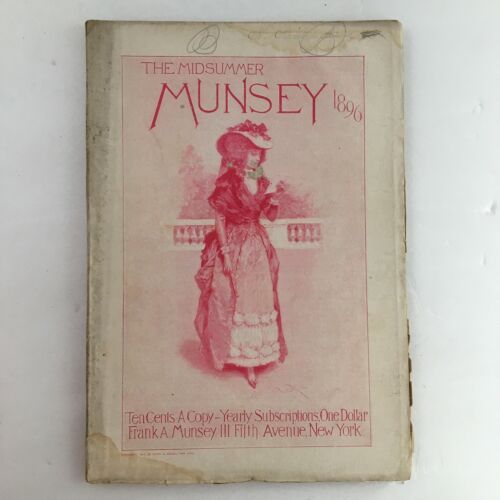 THE MIDSUMMER
MUNSEY
1896
Ten Cents A Copy-Yearly Subscriptions, One Dollar
Frank A. Munsey 111 Fifth Avenue, New York